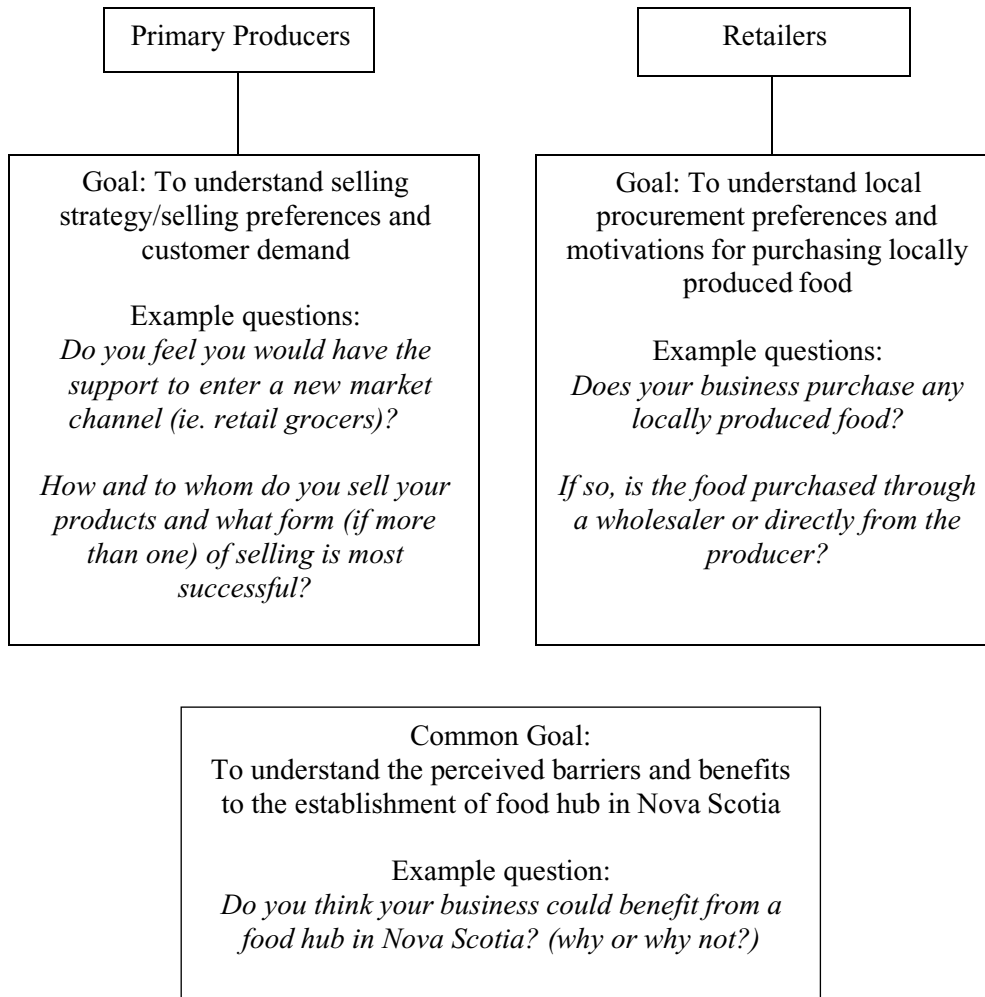 Primary Producers
Retailers
Goal: To understand selling
strategy/selling preferences and
customer demand
Example questions:
Do you feel you would have the
support to enter a new market
channel (ie. retail grocers)?
How and to whom do you sell your
products and what form (if more
than one) of selling is most
successful?
Goal: To understand local
procurement preferences and
motivations for purchasing locally
produced food
Example questions:
Does your business purchase any
locally produced food?
If so, is the food purchased through
a wholesaler or directly from the
producer?
Common Goal:
To understand the perceived barriers and benefits
to the establishment of food hub in Nova Scotia
Example question:
Do you think your business could benefit from a
food hub in Nova Scotia? (why or why not?)